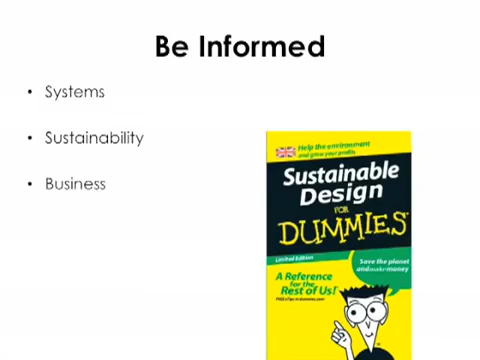 Be Informed
• Systems
• Sustainability
• Business
Help the environment
and grow your profits
Sustainable
Design
FOR
DUMMIES
Limited Edition
Save the planet
and make money
A Reference
for the
Rest of Us!